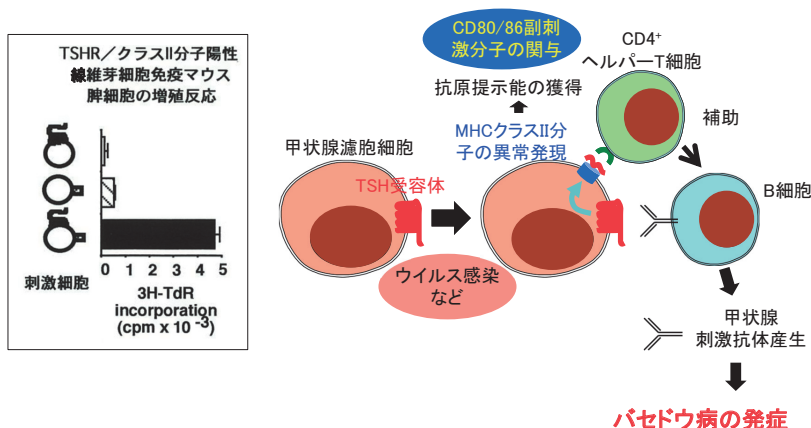 TSHR／クラスII分子陽性
線維芽細胞免疫マウス
脾細胞の増殖反応
刺激細胞
0 1 2 3 4 5
3H-TdR
incorporation
(cpm x 10 -3)
CD80/86副刺
激分子の関与
抗原提示能の獲得
MHCクラスII分
子の異常発現
甲状腺濾胞細胞
TSH受容体
ウイルス感染
など
CD4+
ヘルパーT細胞
補助
B細胞
甲状腺
刺激抗体産生
バセドウ病の発症